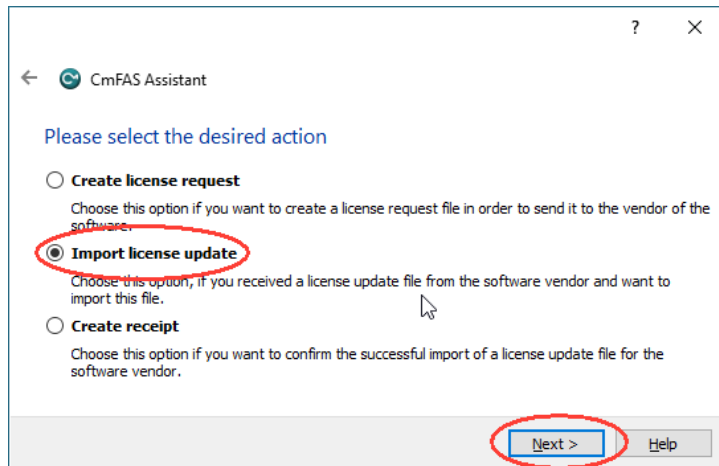 ?
CmFAS Assistant
Please select the desired action
Create license request
Choose this option if you want to create a license request file in order to send it to the vendor of the
software.
Import license update
Choose this option, if you received a license update file from the software vendor and want to
import this file.
Create receipt
Choose this option if you want to confirm the successful import of a license update file for the
software vendor.
Next >
Help